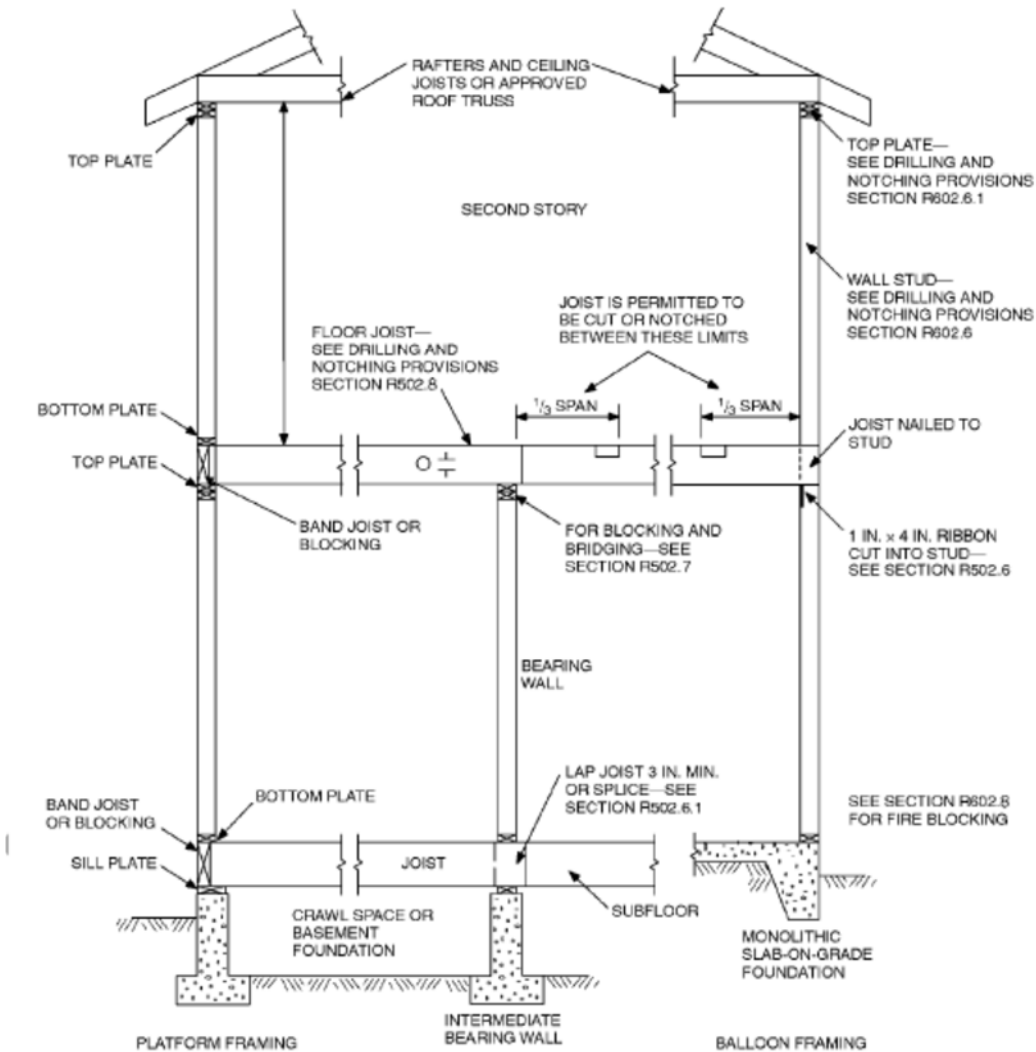 RAFTERS AND CEILING
JOISTS OR APPROVED
ROOF TRUSS
TOP PLATE
TOP PLATE—
SEE DRILLING AND
NOTCHING PROVISIONS
SECTION R602.6.1
SECOND STORY
WALL STUD—
SEE DRILLING AND
NOTCHING PROVISIONS
SECTION R602.6
JOIST IS PERMITTED TO
BE CUT OR NOTCHED
BETWEEN THESE LIMITS
FLOOR JOIST—
SEE DRILLING AND
NOTCHING PROVISIONS
SECTION R502.8
1/3 SPAN
1/3 SPAN
BOTTOM PLATE
JOIST NAILED TO
STUD
TOP PLATE
BAND JOIST OR
BLOCKING
FOR BLOCKING AND
BRIDGING—SEE
SECTION R502.7
1 IN. × 4 IN. RIBBON
CUT INTO STUD—
SEE SECTION R502.6
BEARING
WALL
LAP JOIST 3 IN. MIN.
OR SPLICE—SEE
SECTION R502.6.1
BAND JOIST
OR BLOCKING
BOTTOM PLATE
SEE SECTION R602.8
FOR FIRE BLOCKING
SILL PLATE
JOIST
SUBFLOOR
CRAWL SPACE OR
BASEMENT
FOUNDATION
MONOLITHIC
SLAB-ON-GRADE
FOUNDATION
PLATFORM FRAMING
INTERMEDIATE
BEARING WALL
BALLOON FRAMING